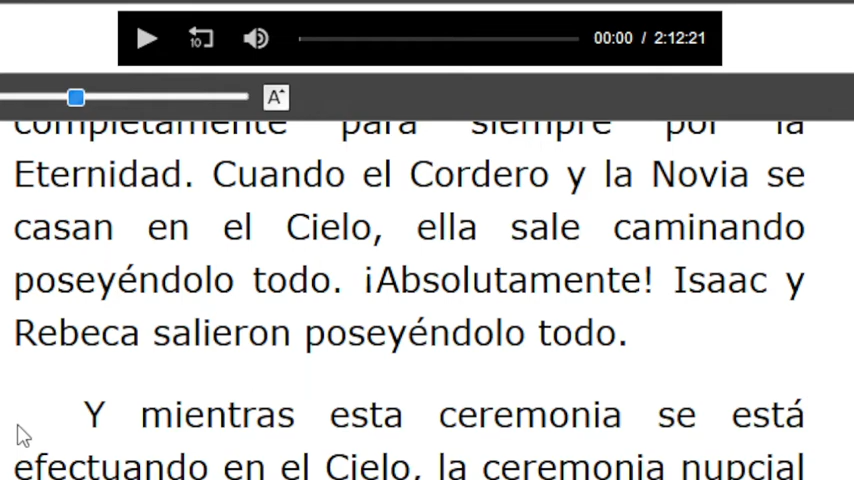 10
00:00 / 2:12:21
A
completamente para siempre por la
Eternidad. Cuando el Cordero y la Novia se
casan en el Cielo, ella sale caminando
poseyéndolo todo. ¡Absolutamente! Isaac y
Rebeca salieron poseyéndolo todo.
Y mientras esta ceremonia se está
efectuando en el Cielo, la ceremonia nupcial